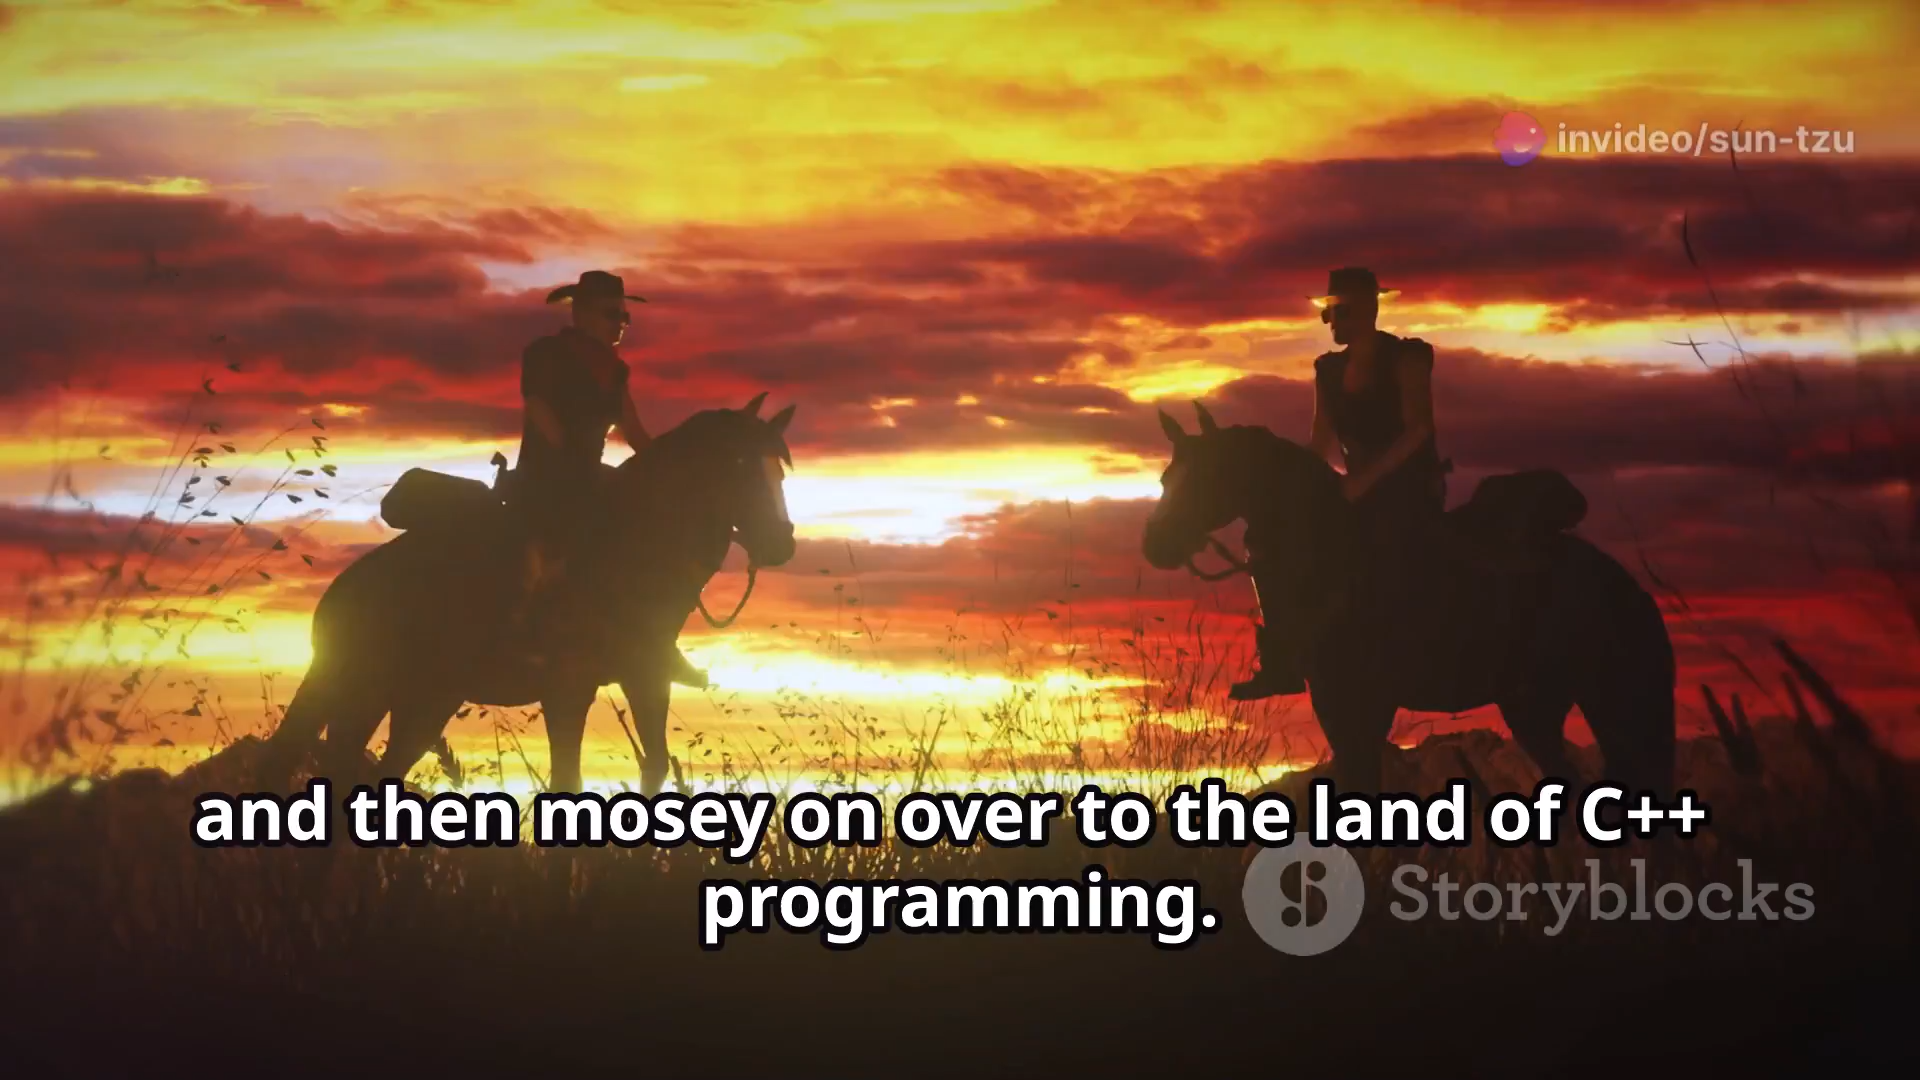 invideo/sun-tzu
and then mosey on over to the land of C++
programming.
Storyblocks